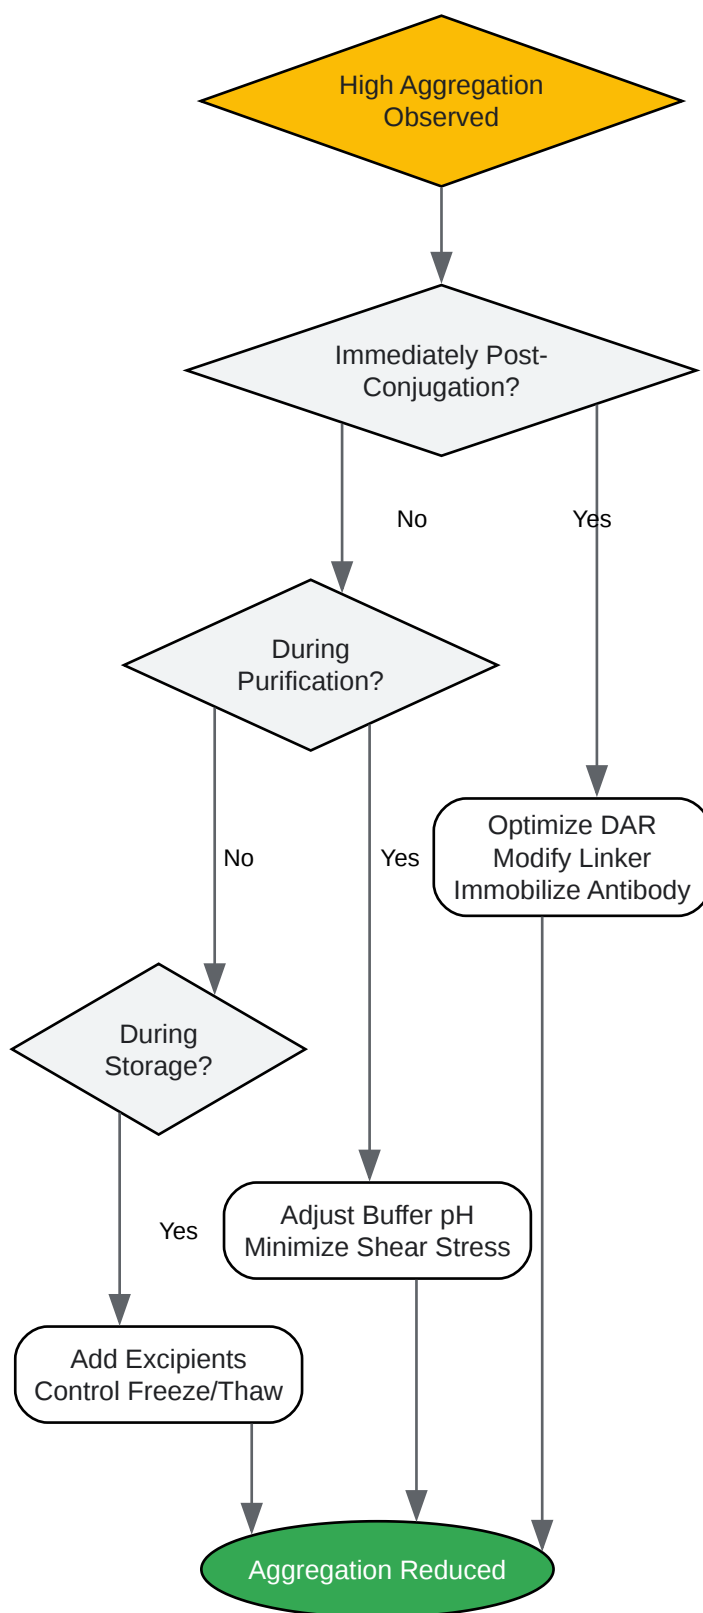 High Aggregation
Observed
Immediately Post-
Conjugation?
No
Yes
During
Purification?
No
Yes
Optimize DAR
Modify Linker
Immobilize Antibody
During
Storage?
Yes
Adjust Buffer pH
Minimize Shear Stress
Add Excipients
Control Freeze/Thaw
Aggregation Reduced